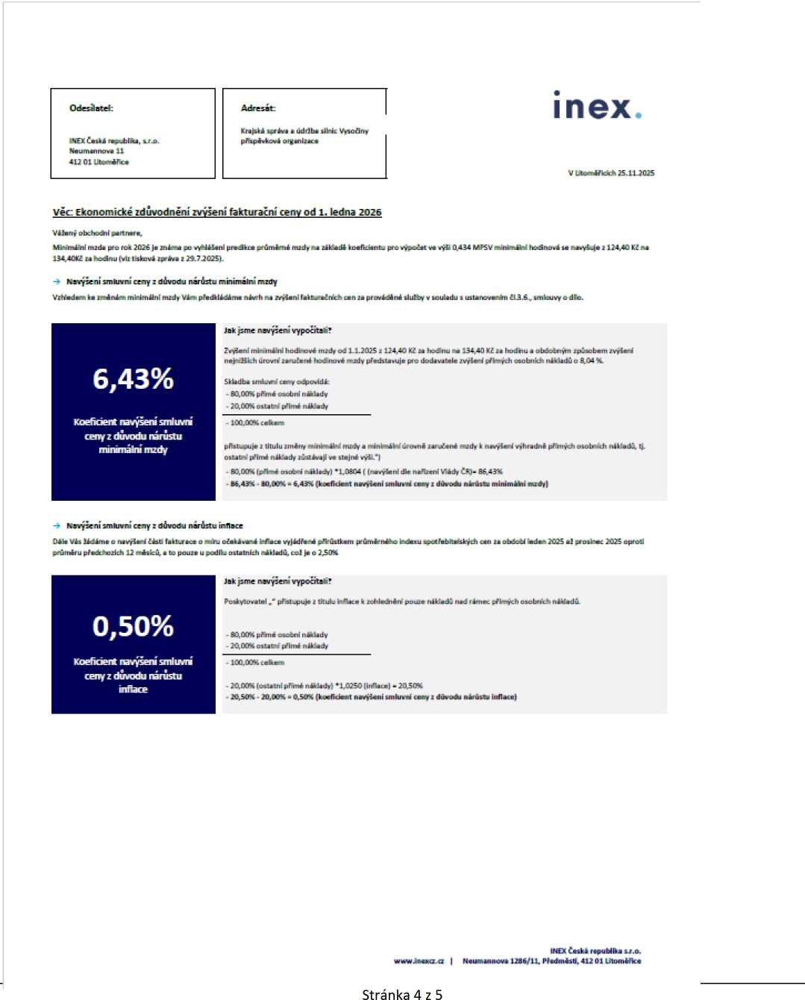 Odesílatel:
INEX Česká republika, s.r.o.
Neumannova 11
412 01 Litoměřice
Adresát:
Krajská správa a údržba silnic Vysočiny
příspěvková organizace
inex.
V Litoměřicích 25.11.2025
Věc: Ekonomické zdůvodnění zvýšení fakturační ceny od 1. ledna 2026
Vážený obchodní partnere,
Minimální mzda pro rok 2026 je známa po vyhlášení predikce průměrné mzdy na základě koeficientu pro výpočet ve výši 0,434 MPSV minimální hodinová se navyšuje z 124,40 Kč na
134,40Kč za hodinu (viz tisková zpráva z 29.7.2025).
→ Navýšení smluvní ceny z důvodu nárůstu minimální mzdy
Vzhledem ke změnám minimální mzdy Vám předkládáme návrh na zvýšení fakturačních cen za prováděné služby v souladu s ustanovením čl.3.6., smlouvy o dílo.
6,43%
Koeficient navýšení smluvní
ceny z důvodu nárůstu
minimální mzdy
Jak jsme navýšení vypočítali?
Zvýšení minimální hodinové mzdy od 1.1.2025 z 124,40 Kč za hodinu na 134,40 Kč za hodinu a obdobným způsobem zvýšení
nejnižších úrovní zaručené hodinové mzdy představuje pro dodavatele zvýšení přímých osobních nákladů o 8,04 %.
Skladba smluvní ceny odpovídá:
- 80,00% přímé osobní náklady
- 20,00% ostatní přímé náklady
- 100,00% celkem
přistupuje z titulu změny minimální mzdy a minimální úrovně zaručené mzdy k navýšení výhradně přímých osobních nákladů, tj.
ostatní přímé náklady zůstávají ve stejné výši.")
- 80,00% (přímé osobní náklady) *1,0804 ( (navýšení dle nařízení Vlády ČR)= 86,43%
- 86,43% - 80,00% = 6,43% (koeficient navýšení smluvní ceny z důvodu nárůstu minimální mzdy)
→ Navýšení smluvní ceny z důvodu nárůstu inflace
Dále Vás žádáme o navýšení části fakturace o míru očekávané inflace vyjádřené přírůstkem průměrného indexu spotřebitelských cen za období leden 2025 až prosinec 2025 oproti
průměru předchozích 12 měsíců, a to pouze u podílu ostatních nákladů, což je o 2,50%
0,50%
Koeficient navýšení smluvní
ceny z důvodu nárůstu
inflace
Jak jsme navýšení vypočítali?
Poskytovatel „“ přistupuje z titulu inflace k zohlednění pouze nákladů nad rámec přímých osobních nákladů.
- 80,00% přímé osobní náklady
- 20,00% ostatní přímé náklady
- 100,00% celkem
- 20,00% (ostatní přímé náklady) *1,0250 (inflace) = 20,50%
- 20,50% - 20,00% = 0,50% (koeficient navýšení smluvní ceny z důvodu nárůstu inflace)
INEX Česká republika s.r.o.
www.inexcz.cz | Neumannova 1286/11, Předměstí, 412 01 Litoměřice
Stránka 4 z 5